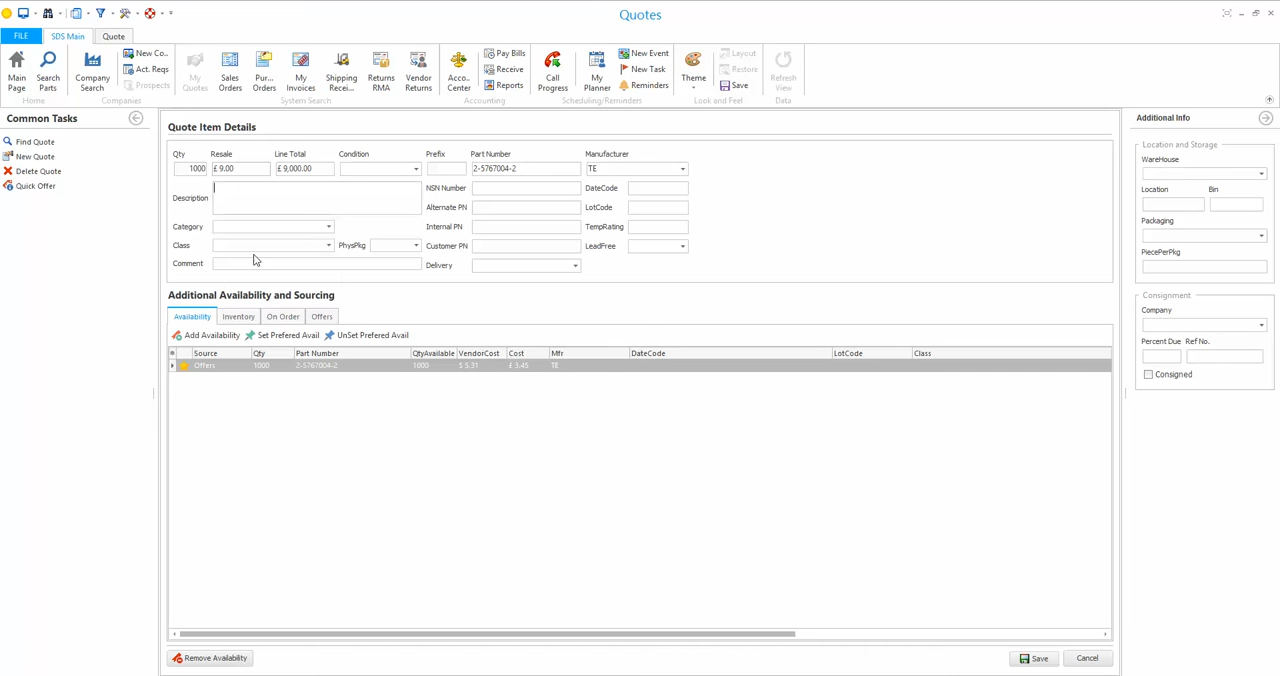 Quotes
FILE SDS Main Quote
Main Page
Search Parts
Home
Company Search
New Co...
Act. Reqs
Prospects
Companies
My Quotes
Sales Orders
Pur... Orders
My Invoices
Shipping Recei...
Returns RMA
Vendor Returns
System Search
Acco... Center
Pay Bills
Receive
Reports
Accounting
Call Progress
My Planner
New Event
New Task
Reminders
Scheduling/Reminders
Theme
Layout
Restore
Save
Look and Feel
Refresh View
Data
Common Tasks
Find Quote
New Quote
Delete Quote
Quick Offer
Quote Item Details
Qty Resale Line Total Condition Prefix Part Number Manufacturer
1000 £ 9.00 £ 9,000.00 2-5767004-2 TE
Description NSN Number DateCode
Alternate PN LotCode
Category Internal PN TempRating
Class PhysPkg Customer PN LeadFree
Comment Delivery
Additional Availability and Sourcing
Availability Inventory On Order Offers
Add Availability Set Prefered Avail UnSet Prefered Avail
Source Qty Part Number QtyAvailable VendorCost Cost Mfr DateCode LotCode Class
Offers 1000 2-5767004-2 1000 $ 5.31 £ 3.45 TE
Remove Availability Save Cancel
Additional Info
Location and Storage
WareHouse
Location Bin
Packaging
PiecePerPkg
Consignment
Company
Percent Due Ref No.
Consigned